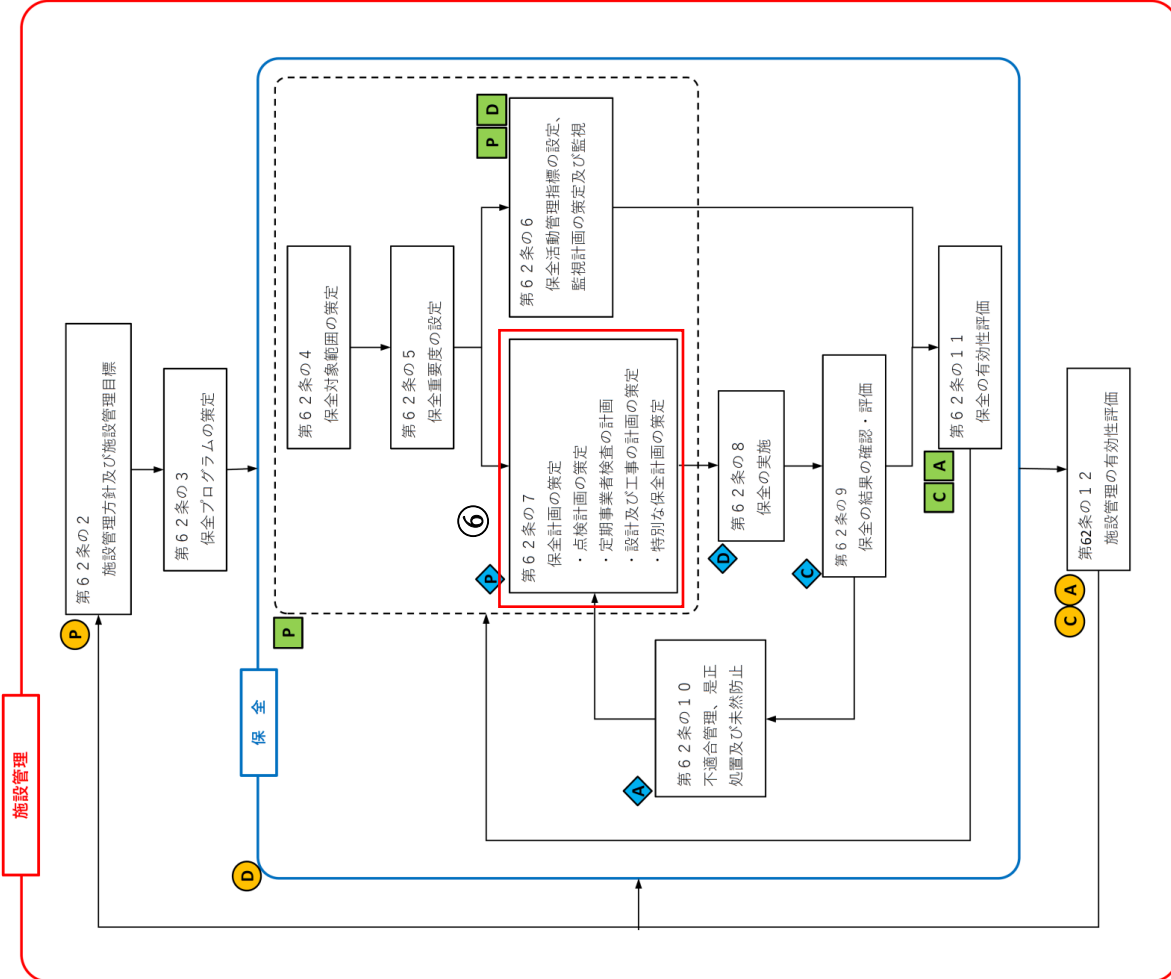 施設管理
Ｐ
第６２条の２
施設管理方針及び施設管理目標
第６２条の３
保全プログラムの策定
Ｄ
保 全
Ｐ
第６２条の４
保全対象範囲の策定
第６２条の５
保全重要度の設定
Ｐ Ｄ
第６２条の６
保全活動管理指標の設定、
監視計画の策定及び監視
⑥
Ｐ
第６２条の７
保全計画の策定
・点検計画の策定
・定期事業者検査の計画
・設計及び工事の計画の策定
・特別な保全計画の策定
Ａ
第６２条の１０
不適合管理、是正
処置及び未然防止
Ｄ
第６２条の８
保全の実施
Ｃ
第６２条の９
保全の結果の確認・評価
Ｃ Ａ
第６２条の１１
保全の有効性評価
Ｃ Ａ
第62条の１２
施設管理の有効性評価